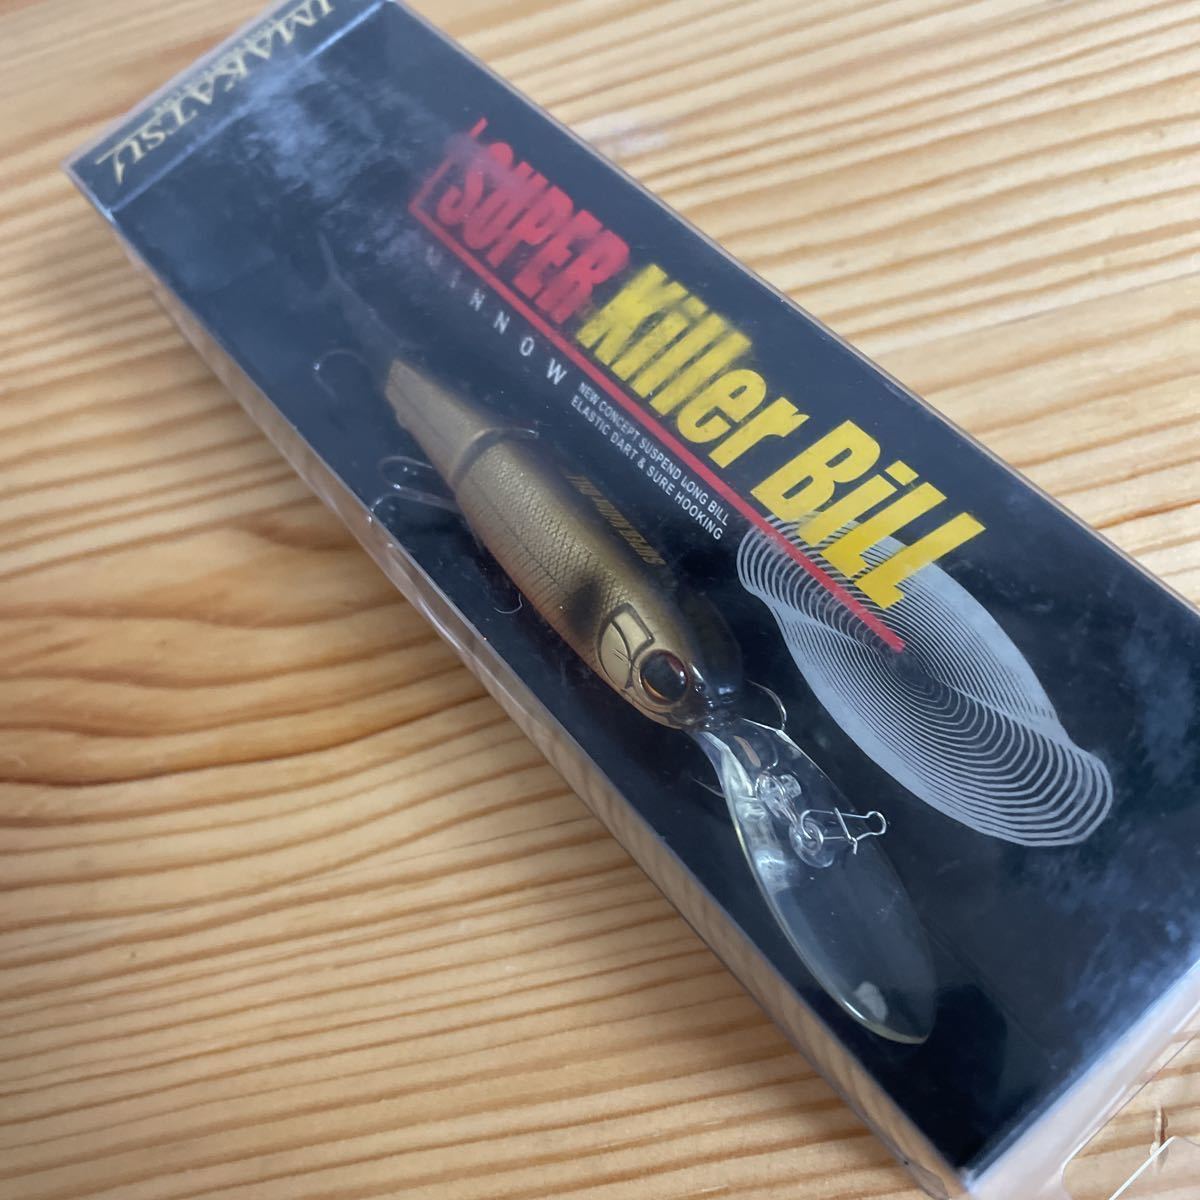 IMAKATSU
SUPER
Killer BiLL
MINNOW
NEW CONCEPT SUSPEND LONG BILL
ELASTIC DART & SURE HOOKING